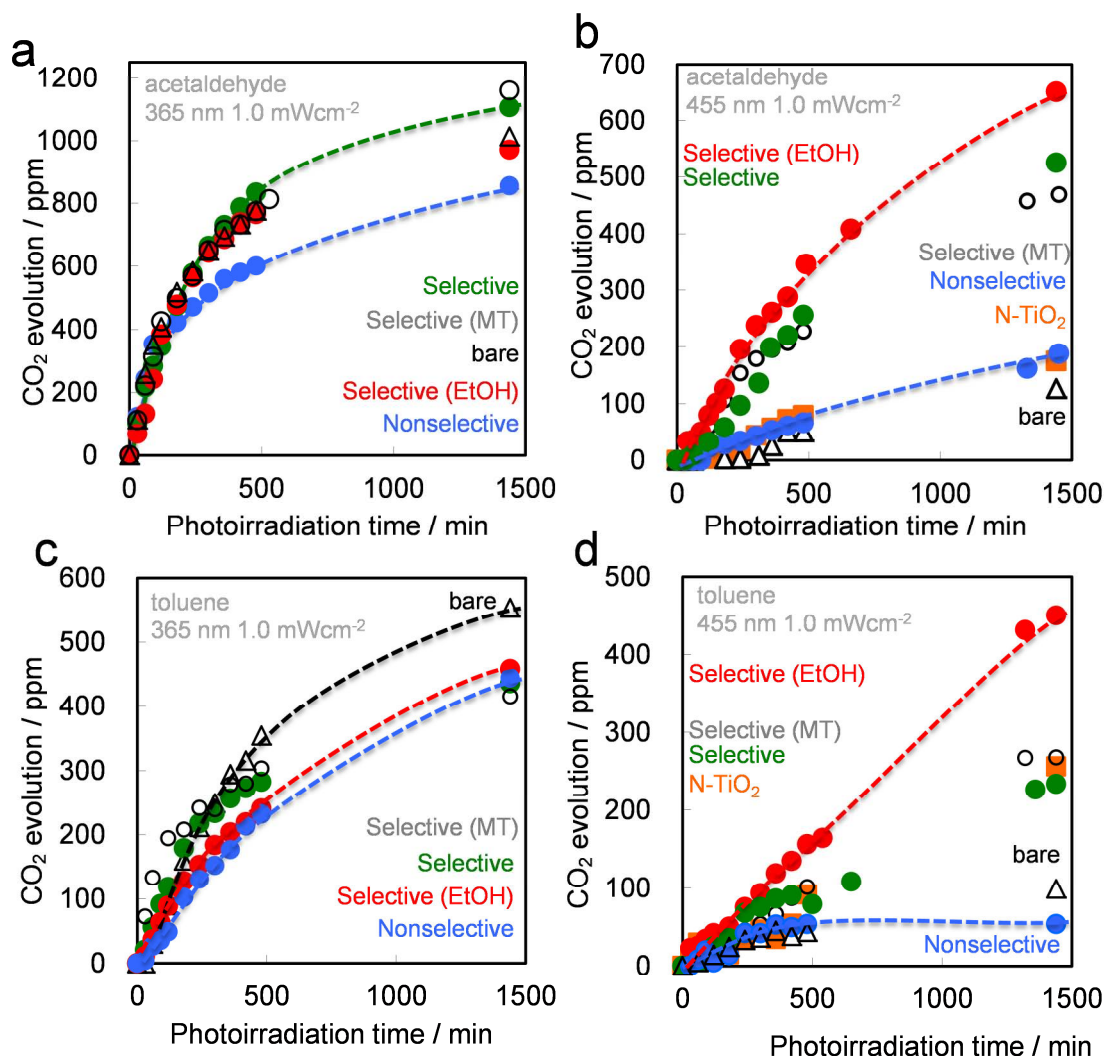 a
CO₂ evolution / ppm
1200
1000
800
600
400
200
0
acetaldehyde
365 nm 1.0 mWcm⁻²
Selective
Selective (MT)
bare
Selective (EtOH)
Nonselective
0
500
1000
1500
Photoirradiation time / min
b
CO₂ evolution / ppm
700
600
500
400
300
200
100
0
acetaldehyde
455 nm 1.0 mWcm⁻²
Selective (EtOH)
Selective
Selective (MT)
Nonselective
N-TiO₂
bare
0
500
1000
1500
Photoirradiation time / min
c
CO₂ evolution / ppm
600
500
400
300
200
100
0
toluene
365 nm 1.0 mWcm⁻²
bare
Selective (MT)
Selective
Selective (EtOH)
Nonselective
0
500
1000
1500
Photoirradiation time / min
d
CO₂ evolution / ppm
500
400
300
200
100
0
toluene
455 nm 1.0 mWcm⁻²
Selective (EtOH)
Selective (MT)
Selective
N-TiO₂
bare
Nonselective
0
500
1000
1500
Photoirradiation time / min